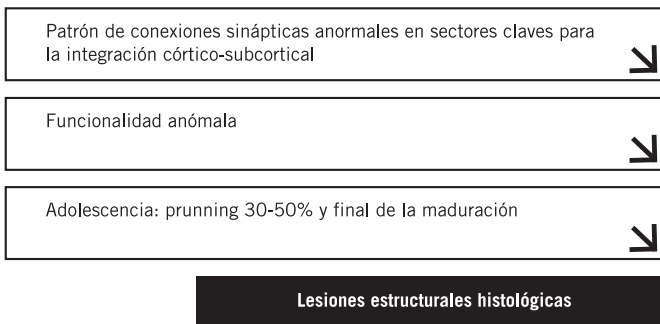 Patrón de conexiones sinápticas anormales en sectores claves para
la integración córtico-subcortical
Funcionalidad anómala
Adolescencia: prunning 30-50% y final de la maduración
Lesiones estructurales histológicas